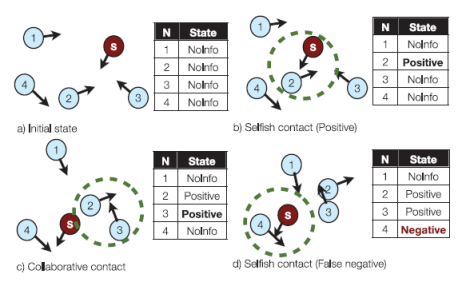 1
S
4
2
3
N State
1 NoInfo
2 NoInfo
3 NoInfo
4 NoInfo
a) Initial state
1
S
4
2
3
N State
1 NoInfo
2 Positive
3 NoInfo
4 NoInfo
b) Selfish contact (Positive)
1
2
S
4
3
N State
1 NoInfo
2 Positive
3 Positive
4 NoInfo
c) Collaborative contact
1
2
S
3
4
N State
1 NoInfo
2 Positive
3 Positive
4 Negative
d) Selfish contact (False negative)